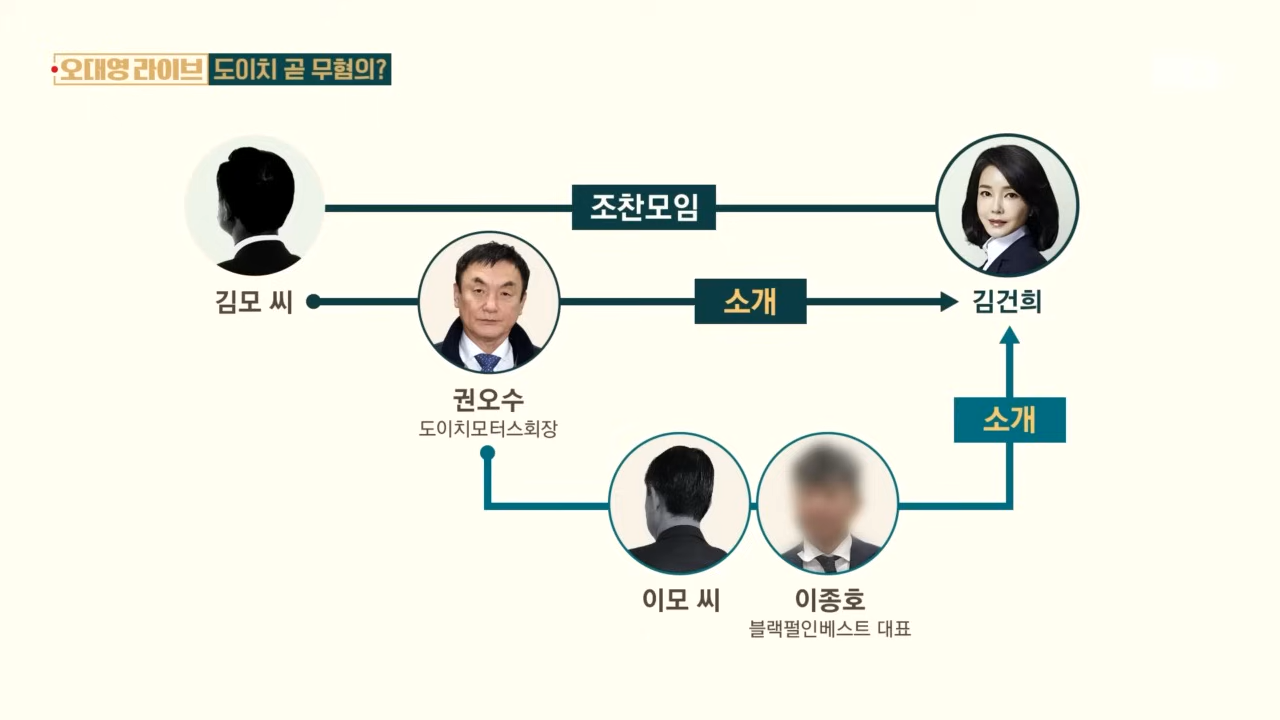 오대영 라이브 도이치 곧 무혐의?
조찬모임
김모 씨
소개
김건희
권오수
도이치모터스회장
소개
이모 씨
이종호
블랙펄인베스트 대표